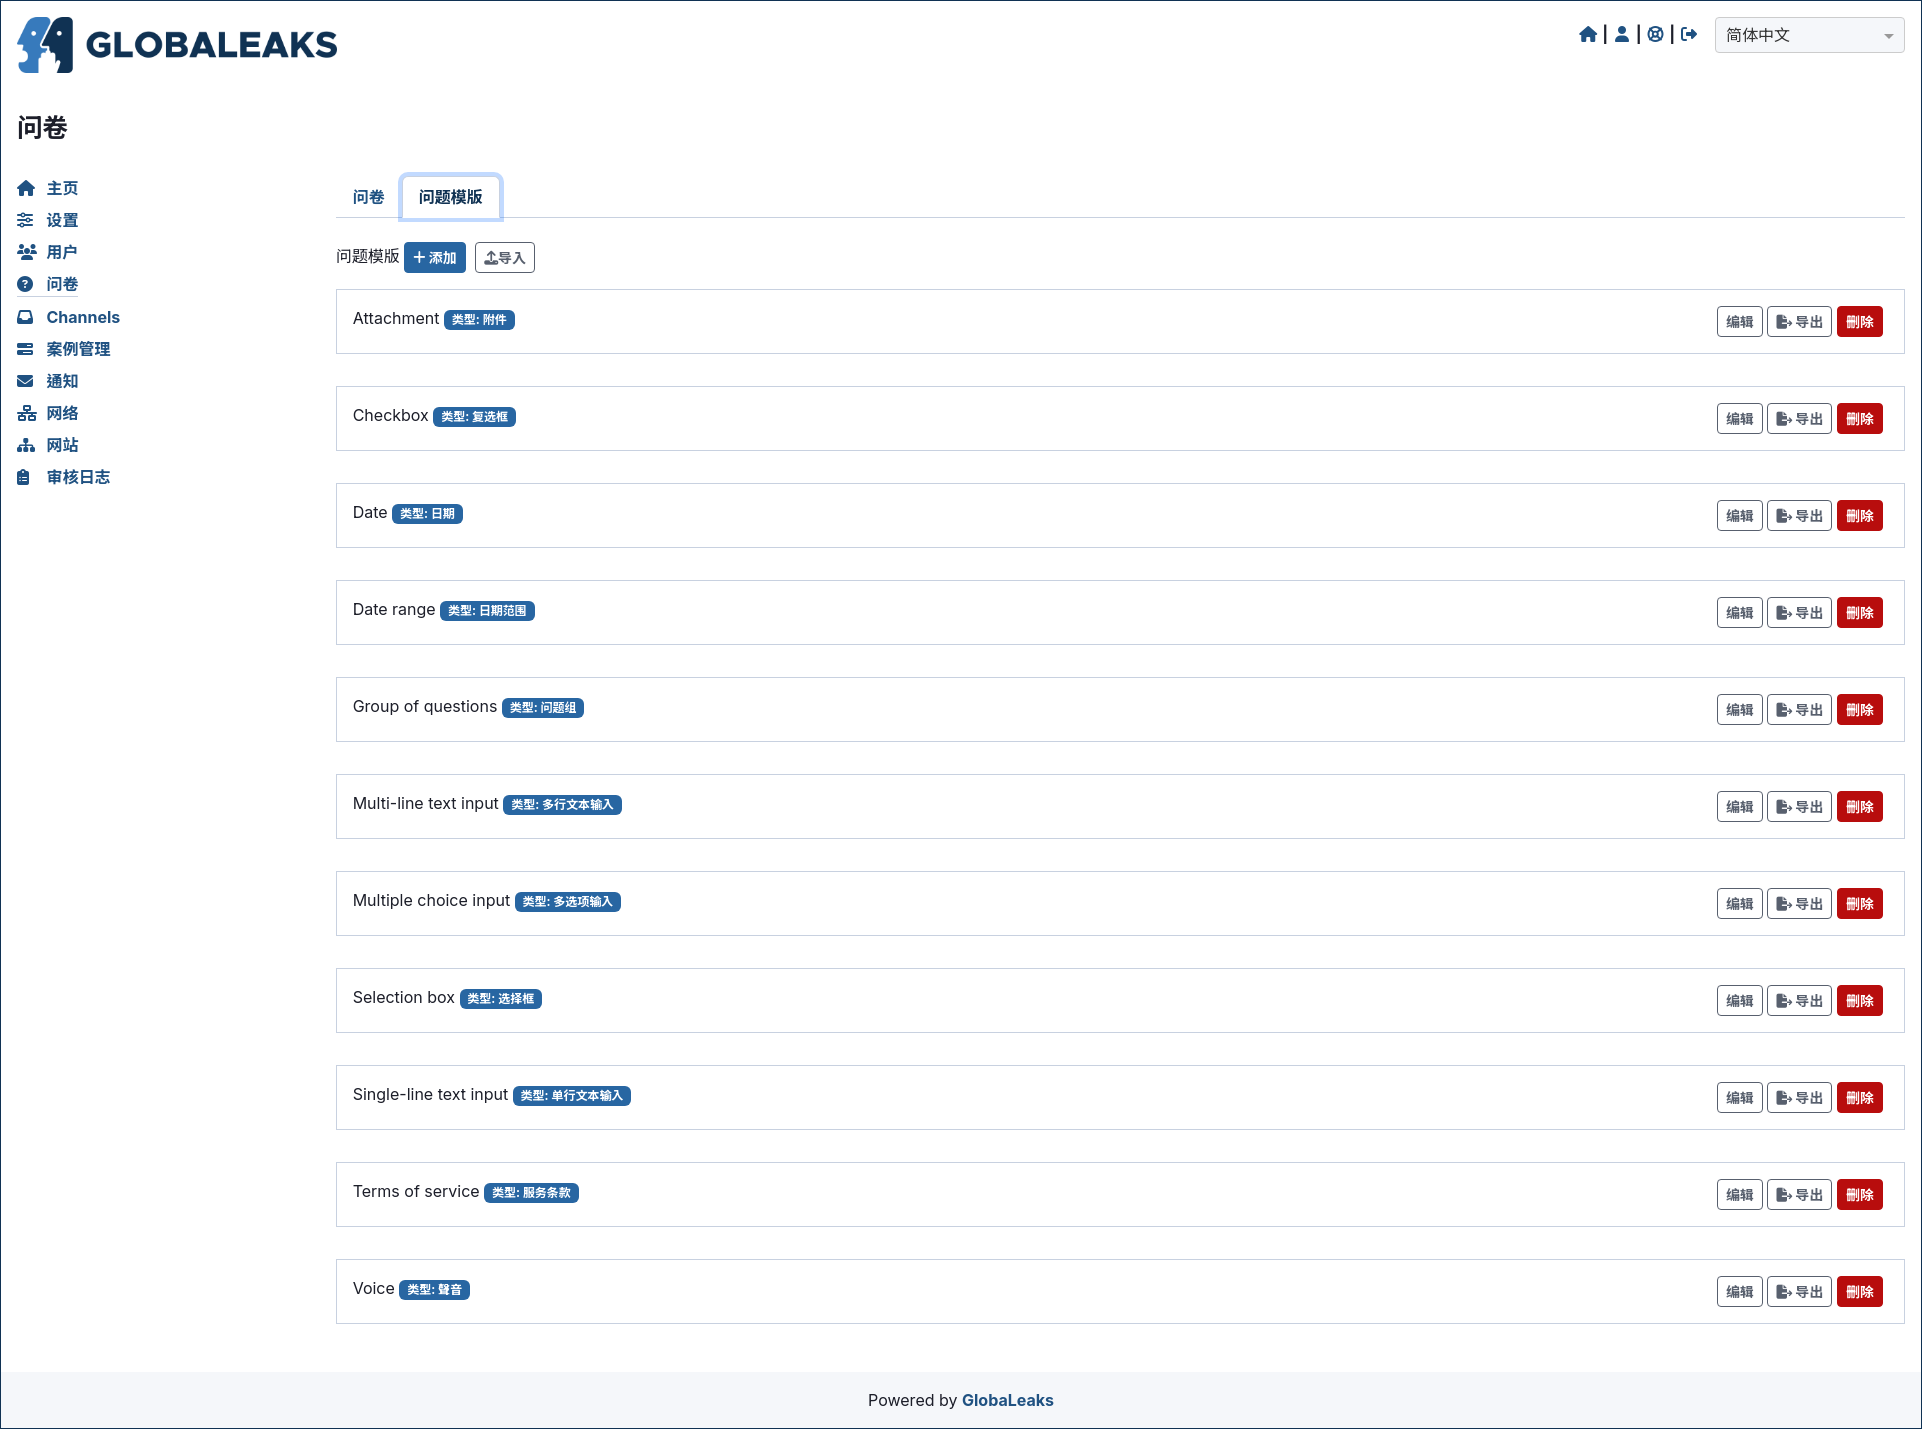 GLOBALEAKS
简体中文
问卷
主页
设置
用户
问卷
Channels
案例管理
通知
网络
网站
审核日志
问卷 问题模版
问题模版 添加 导入
Attachment 类型: 附件 编辑 导出 删除
Checkbox 类型: 复选框 编辑 导出 删除
Date 类型: 日期 编辑 导出 删除
Date range 类型: 日期范围 编辑 导出 删除
Group of questions 类型: 问题组 编辑 导出 删除
Multi-line text input 类型: 多行文本输入 编辑 导出 删除
Multiple choice input 类型: 多选项输入 编辑 导出 删除
Selection box 类型: 选择框 编辑 导出 删除
Single-line text input 类型: 单行文本输入 编辑 导出 删除
Terms of service 类型: 服务条款 编辑 导出 删除
Voice 类型: 聲音 编辑 导出 删除
Powered by GlobaLeaks